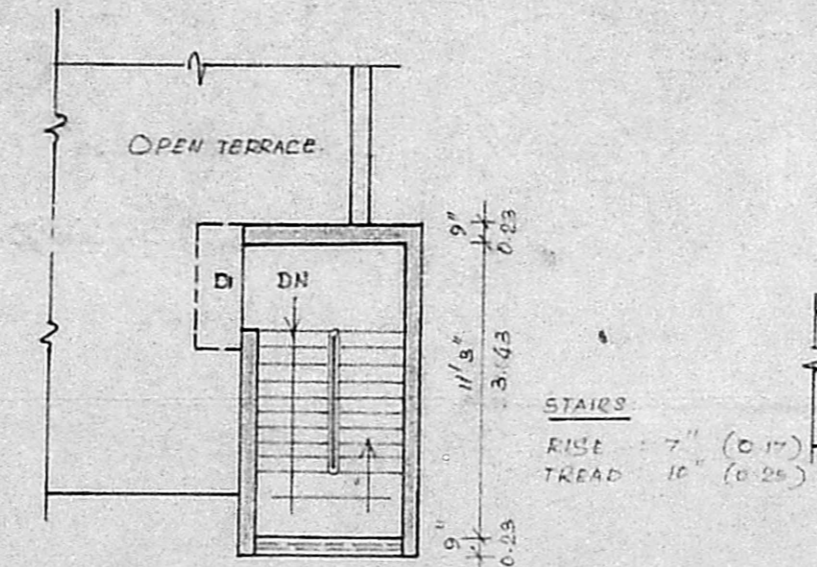 OPEN TERRACE.
D1
DN
9"
0.23
11'3"
3.43
9"
0.23
STAIRS
RISE : 7" (0.17)
TREAD 10" (0.25)